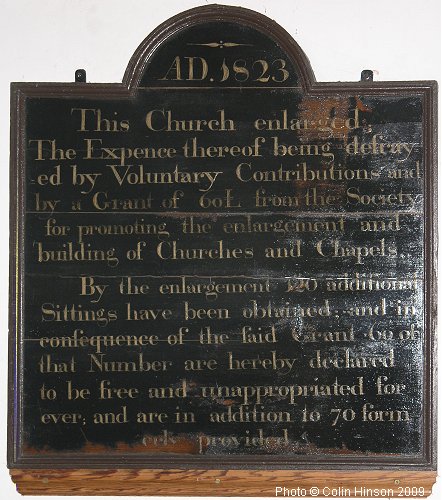 AD. 1823
This Church enlarged;
The Expence thereof being defray
-ed by Voluntary Contributions and
by a Grant of 60L from the Society
for promoting the enlargement and
building of Churches and Chapels.
By the enlargement 120 additional
Sittings have been obtained; and in
conſequence of the ſaid Grant 60 of
that Number are hereby declared
to be free and unappropriated for
ever; and are in addition to 70 form
erly provided.
Photo © Colin Hinson 2009